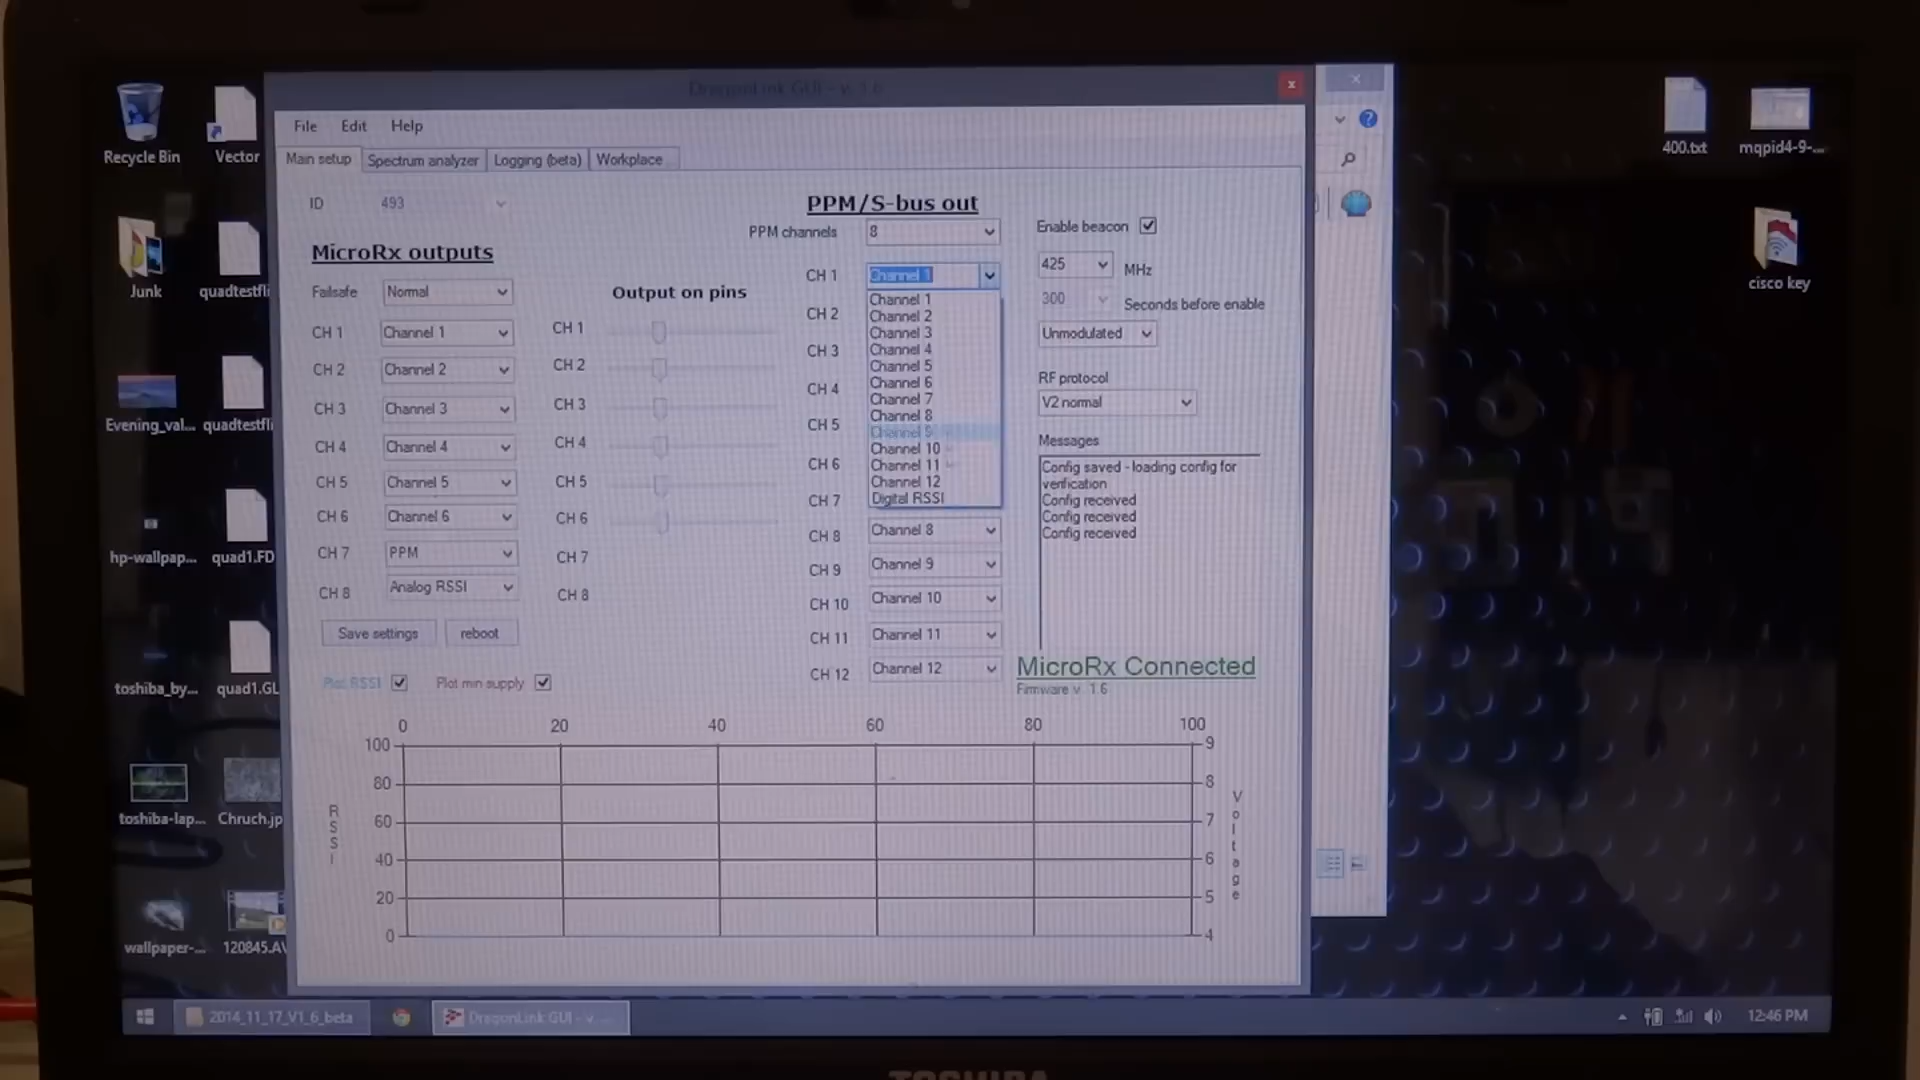 DragonLink GUI - v. 1.6
x
File Edit Help
Main setup Spectrum analyzer Logging (beta) Workplace
ID 493
MicroRx outputs
Failsafe Normal
CH 1 Channel 1
CH 2 Channel 2
CH 3 Channel 3
CH 4 Channel 4
CH 5 Channel 5
CH 6 Channel 6
CH 7 PPM
CH 8 Analog RSSI
Save settings reboot
Output on pins
CH 1
CH 2
CH 3
CH 4
CH 5
CH 6
CH 7
CH 8
PPM/S-bus out
PPM channels 8
CH 1 Channel 1
Channel 1
Channel 2
Channel 3
Channel 4
Channel 5
Channel 6
Channel 7
Channel 8
Channel 9
Channel 10
Channel 11
Channel 12
Digital RSSI
CH 2
CH 3
CH 4
CH 5
CH 6
CH 7
CH 8 Channel 8
CH 9 Channel 9
CH 10 Channel 10
CH 11 Channel 11
CH 12 Channel 12
Enable beacon
425 MHz
300 Seconds before enable
Unmodulated
RF protocol
V2 normal
Messages
Config saved - loading config for
verification
Config received
Config received
Config received
MicroRx Connected
Firmware v. 1.6
Plot RSSI Plot min supply
0 20 40 60 80 100
100
80
60
40
20
0
RSSI
9
8
7
6
5
4
Voltage
Recycle Bin
Vector
Junk
quadtestfli
Evening_val...
quadtestfli
hp-wallpap...
quad1.FD
toshiba_by...
quad1.GL
toshiba-lap...
Chruch.jp
wallpaper-...
120845.AV
400.txt
mqpid4-9-...
cisco key
2014_11_17_V1_6_beta
DragonLink GUI - v. ...
12:46 PM
TOSHIBA